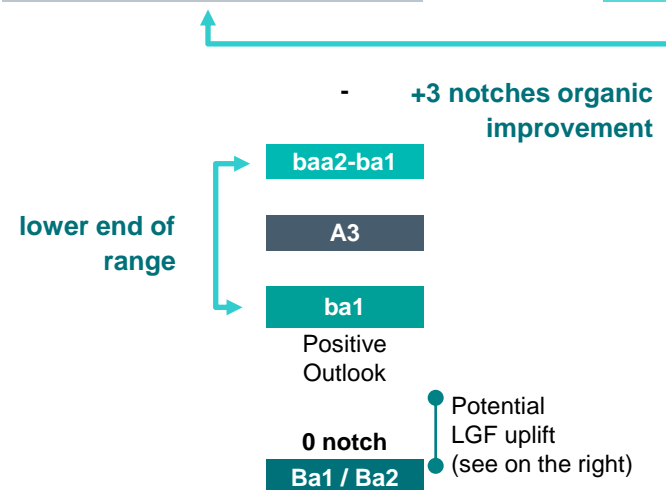 -
+3 notches organic
improvement
baa2-ba1
lower end of
range
A3
ba1
Positive
Outlook
Potential
LGF uplift
(see on the right)
0 notch
Ba1 / Ba2